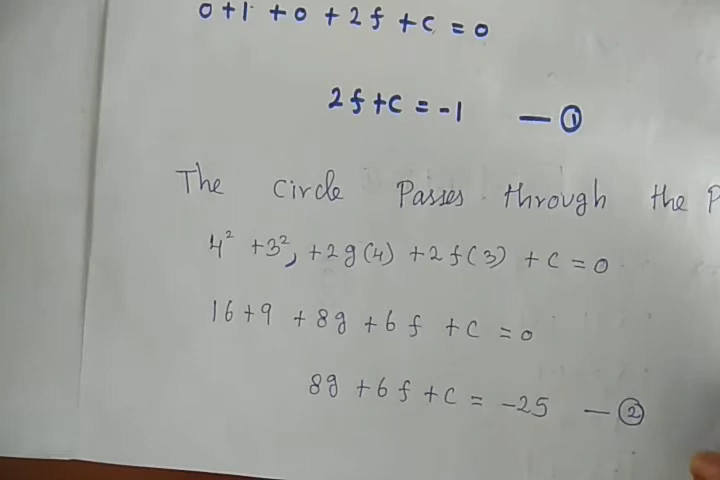 0+1+0+2f+c=0
2f+c=-1 — ①
The circle Passes through the
4²+3², +2g(4)+2f(3)+c=0
16+9+8g+6f+c=0
8g+6f+c=-25 — ②